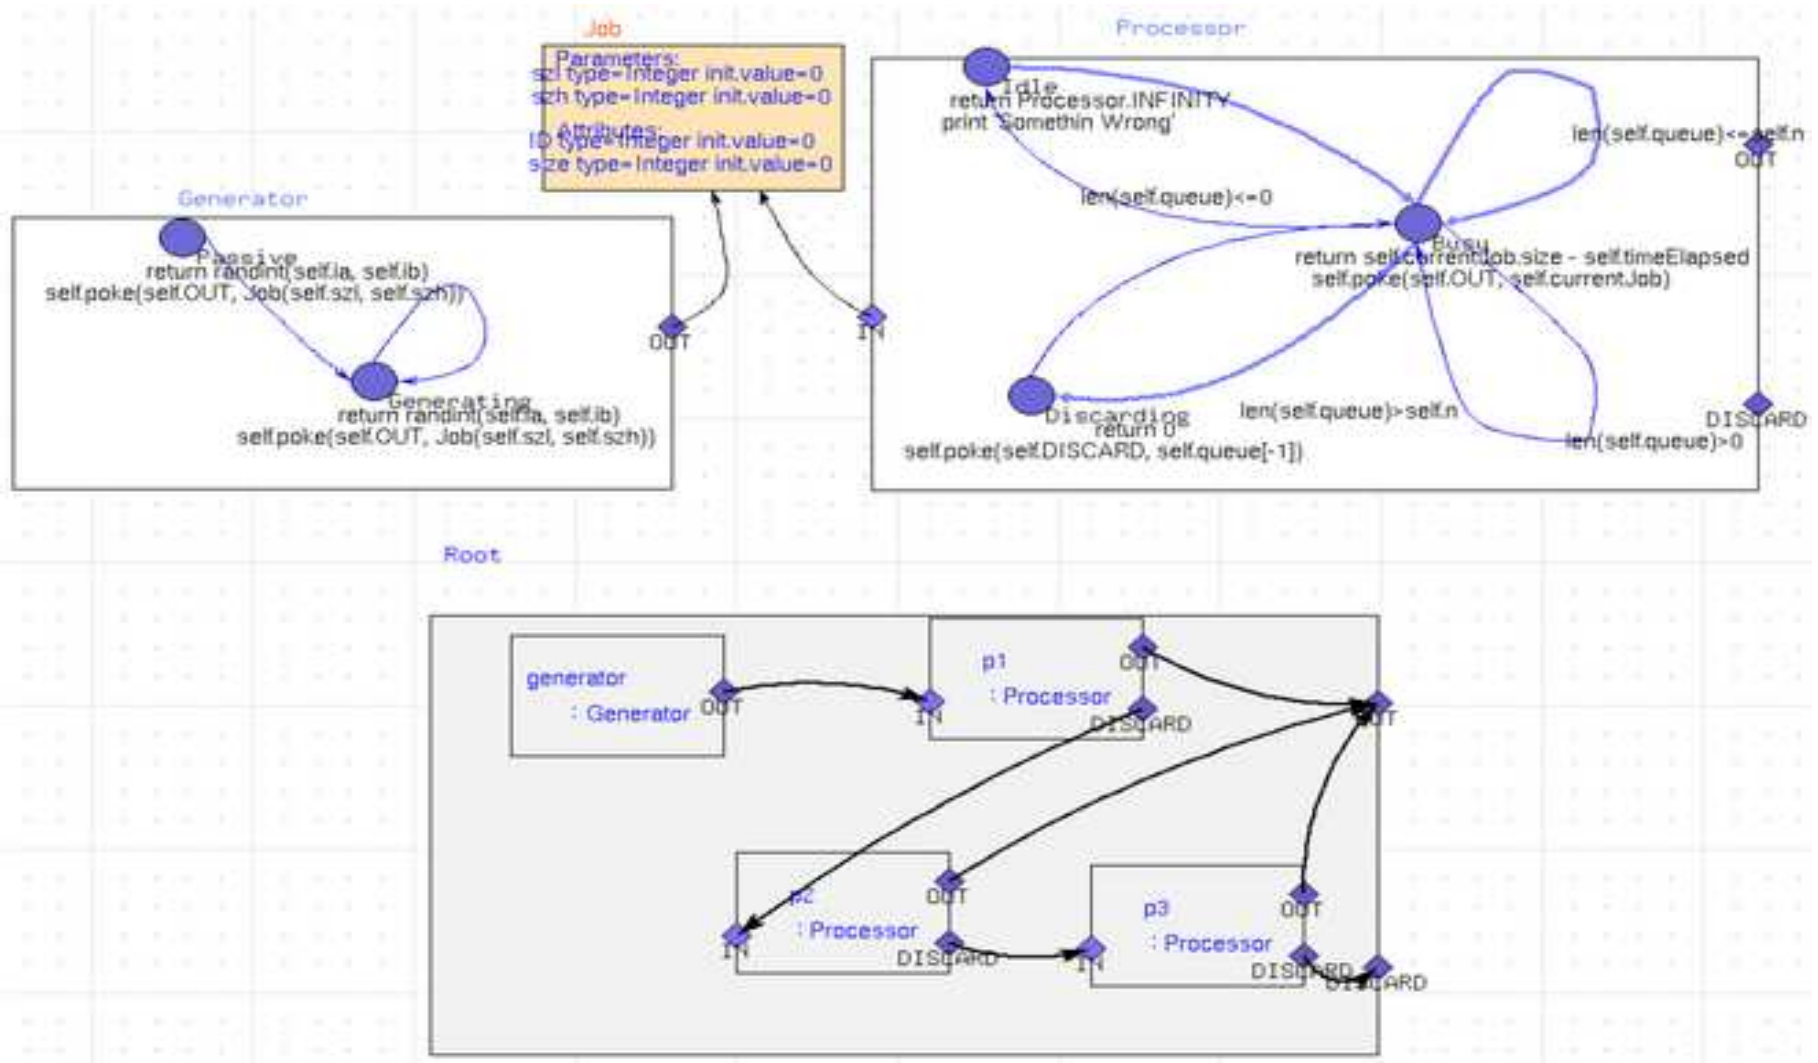 Job
Parameters:
szl type=Integer init.value=0
szh type=Integer init.value=0
Attributes:
ID type=Integer init.value=0
size type=Integer init.value=0
Generator
Passive
return randint(self.ia, self.ib)
self.poke(self.OUT, Job(self.szl, self.szh))
Generating
return randint(self.ia, self.ib)
self.poke(self.OUT, Job(self.szl, self.szh))
OUT
Processor
Idle
return Processor.INFINITY
print 'Somethin Wrong'
len(self.queue)<=self.n
OUT
len(self.queue)<=0
Busy
return self.currentJob.size - self.timeElapsed
self.poke(self.OUT, self.currentJob)
IN
Discarding
return 0
self.poke(self.DISCARD, self.queue[-1])
len(self.queue)>self.n
len(self.queue)>0
DISCARD
Root
generator
: Generator
OUT
p1
: Processor
IN
OUT
DISCARD
OUT
p2
: Processor
IN
OUT
DISCARD
p3
: Processor
IN
OUT
DISCARD
DISCARD